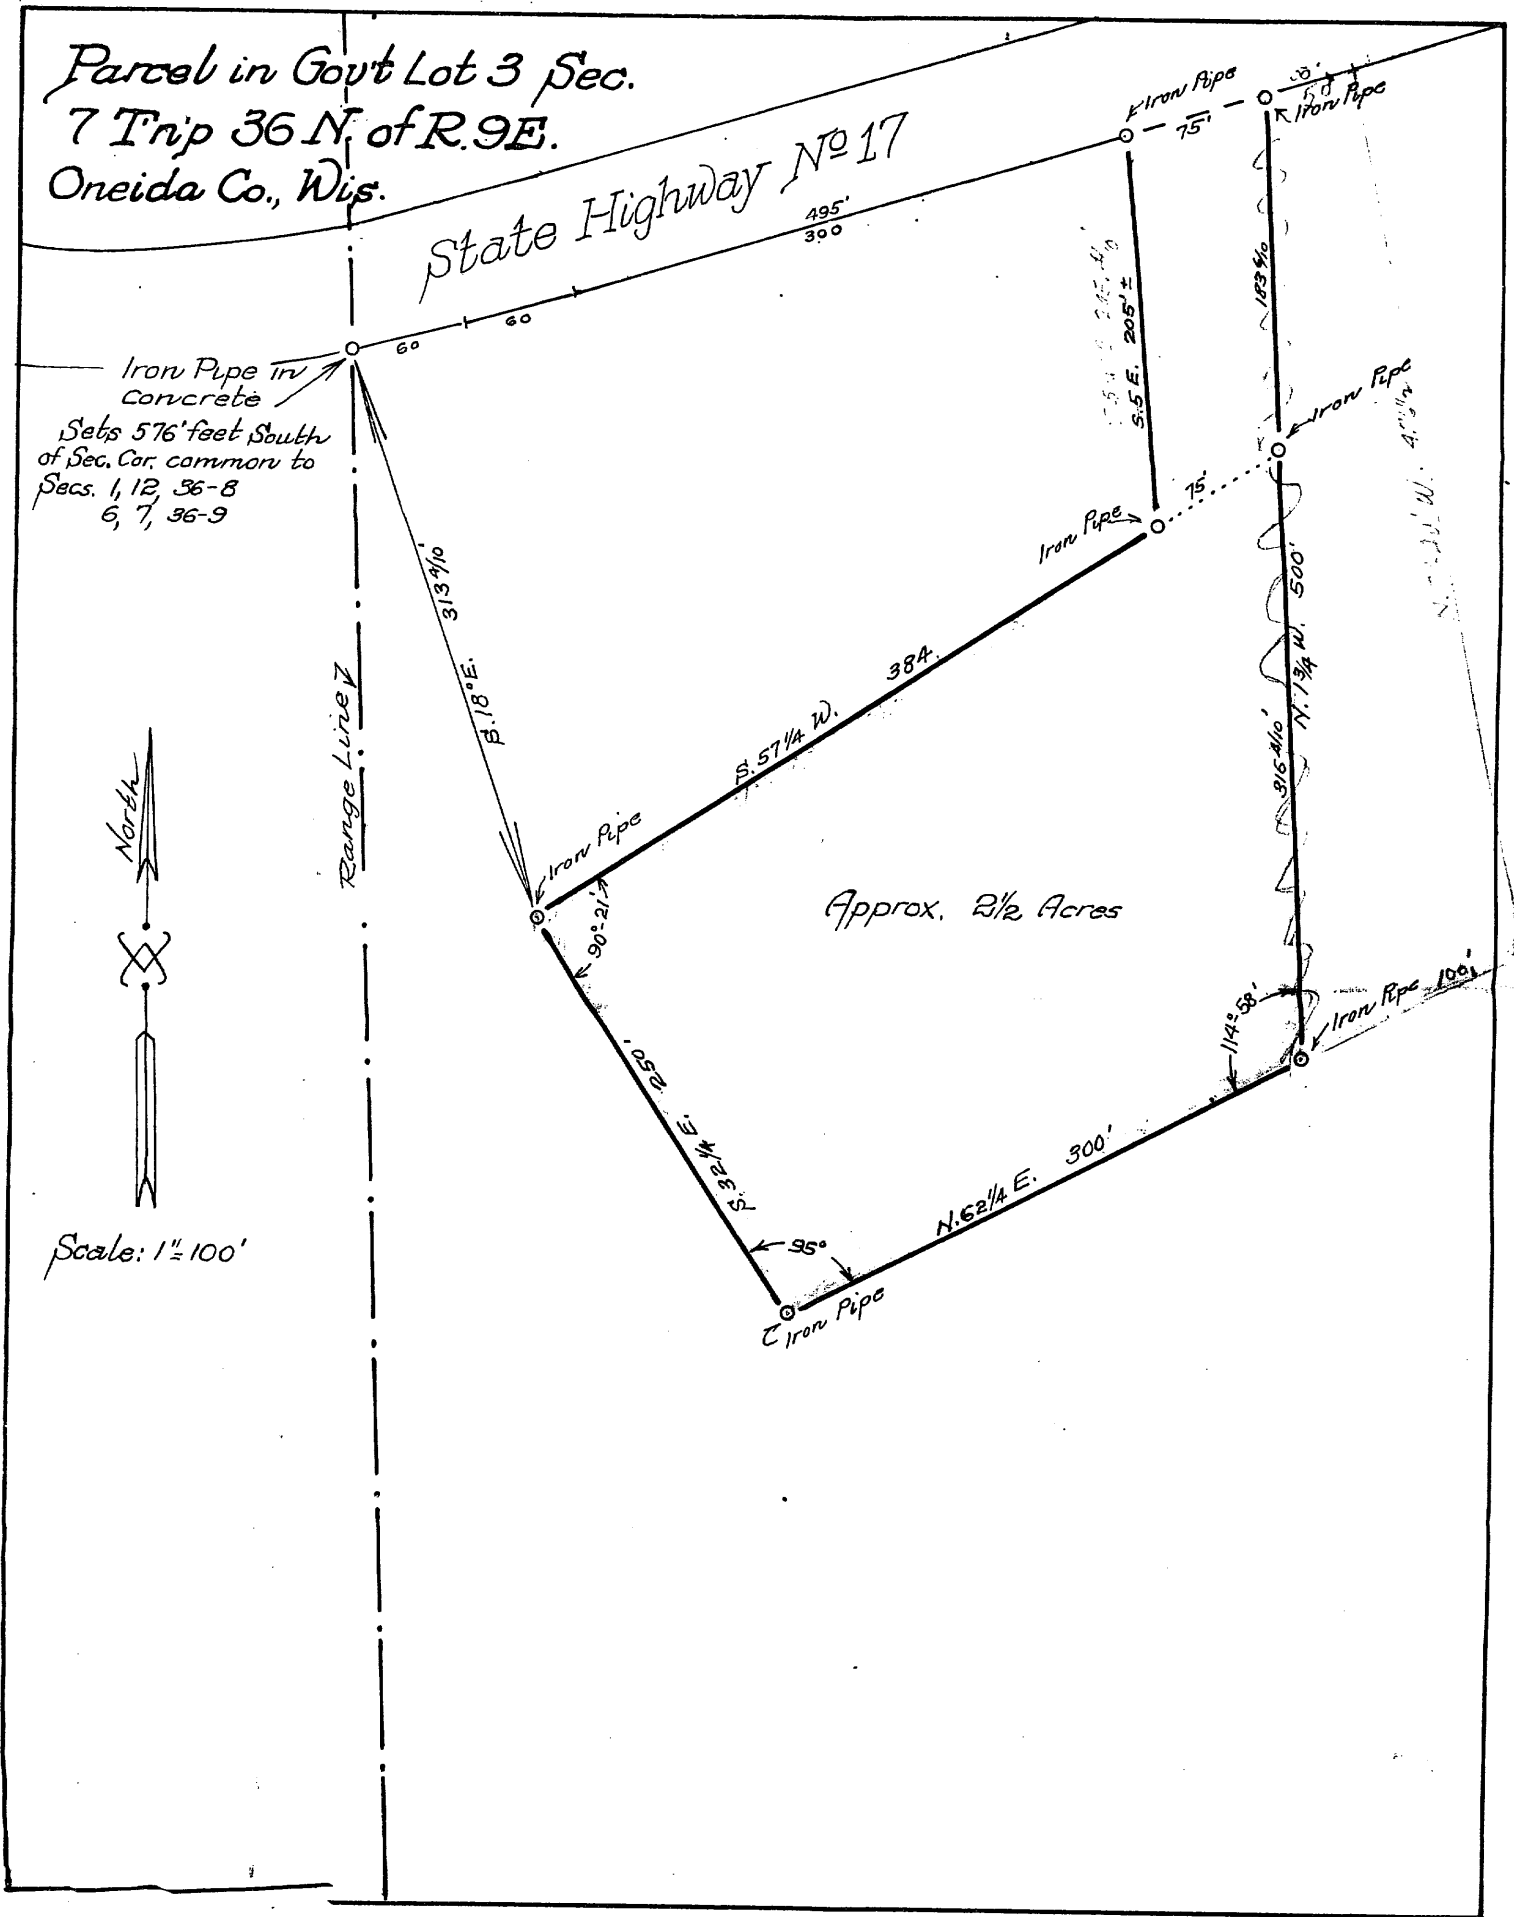 Parcel in Gov't Lot 3 Sec.
7 Twp 36 N. of R. 9E.
Oneida Co., Wis.
State Highway No 17
495'
300
60
60
Iron Pipe
75'
Iron Pipe
50'
Iron Pipe in
concrete
Sets 576' feet South
of Sec. Cor. common to
Secs. 1, 12, 36-8
6, 7, 36-9
S.5 E. 205' ±
183 6/10
Iron Pipe
75'
Iron Pipe
313 4/10'
S. 18° E.
Range Line
S. 57 1/4 W. 384.
N. 1 3/4 W. 500'
316 4/10'
North
Iron Pipe
90°-21'
Approx. 2 1/2 Acres
114°-58'
Iron Pipe 100'
S. 32 1/4 E. 250'
95°
N. 62 1/4 E. 300'
Iron Pipe
Scale: 1"=100'